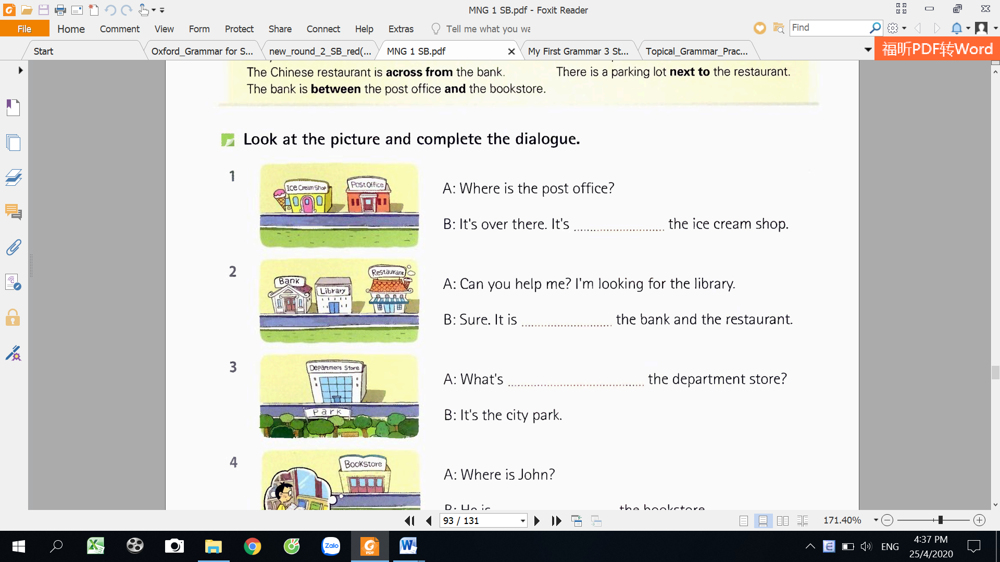 MNG 1 SB.pdf - Foxit Reader
File Home Comment View Form Protect Share Connect Help Extras Tell me what you wa
Find
Start
Oxford_Grammar for S...
new_round_2_SB_red(...
MNG 1 SB.pdf
My First Grammar 3 St...
Topical_Grammar_Prac...
福昕PDF转Word
The Chinese restaurant is across from the bank.
There is a parking lot next to the restaurant.
The bank is between the post office and the bookstore.
Look at the picture and complete the dialogue.
1
Ice Cream Shop
Post Office
A: Where is the post office?
B: It's over there. It's ........................ the ice cream shop.
2
Bank
Library
Restaurant
A: Can you help me? I'm looking for the library.
B: Sure. It is ........................ the bank and the restaurant.
3
Department Store
Park
A: What's .................................... the department store?
B: It's the city park.
4
Bookstore
A: Where is John?
B: He is the bookstore
93 / 131
171.40%
Zalo
PDF
ENG
4:37 PM
25/4/2020